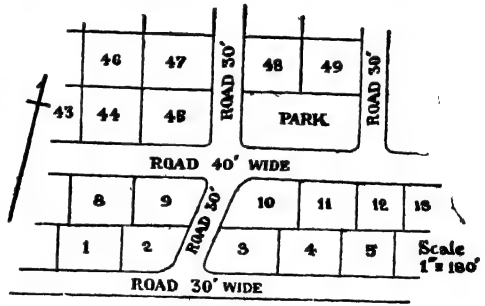 46 47 ROAD 30' 48 49 ROAD 30'
43 44 45 PARK
ROAD 40' WIDE
8 9 ROAD 30' 10 11 12 13
1 2 3 4 5 Scale
1"= 180'
ROAD 30' WIDE